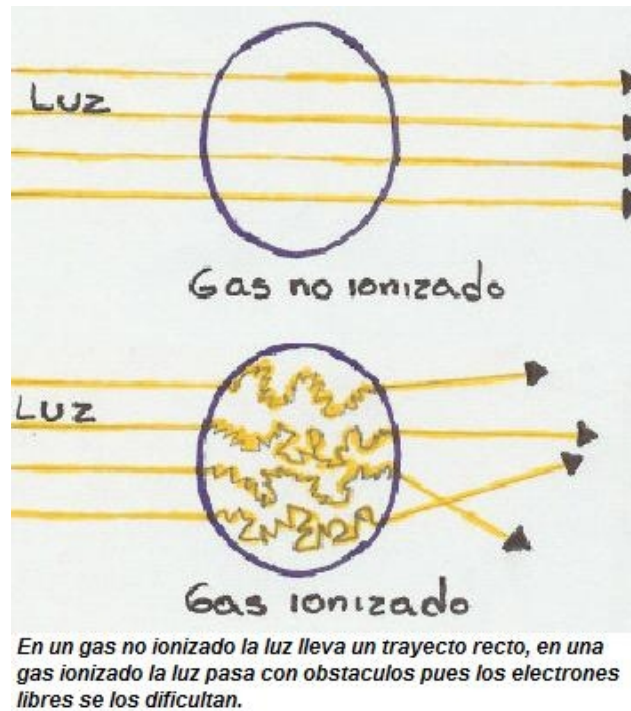 Luz
Gas no ionizado
Luz
Gas ionizado
En un gas no ionizado la luz lleva un trayecto recto, en una
gas ionizado la luz pasa con obstaculos pues los electrones
libres se los dificultan.